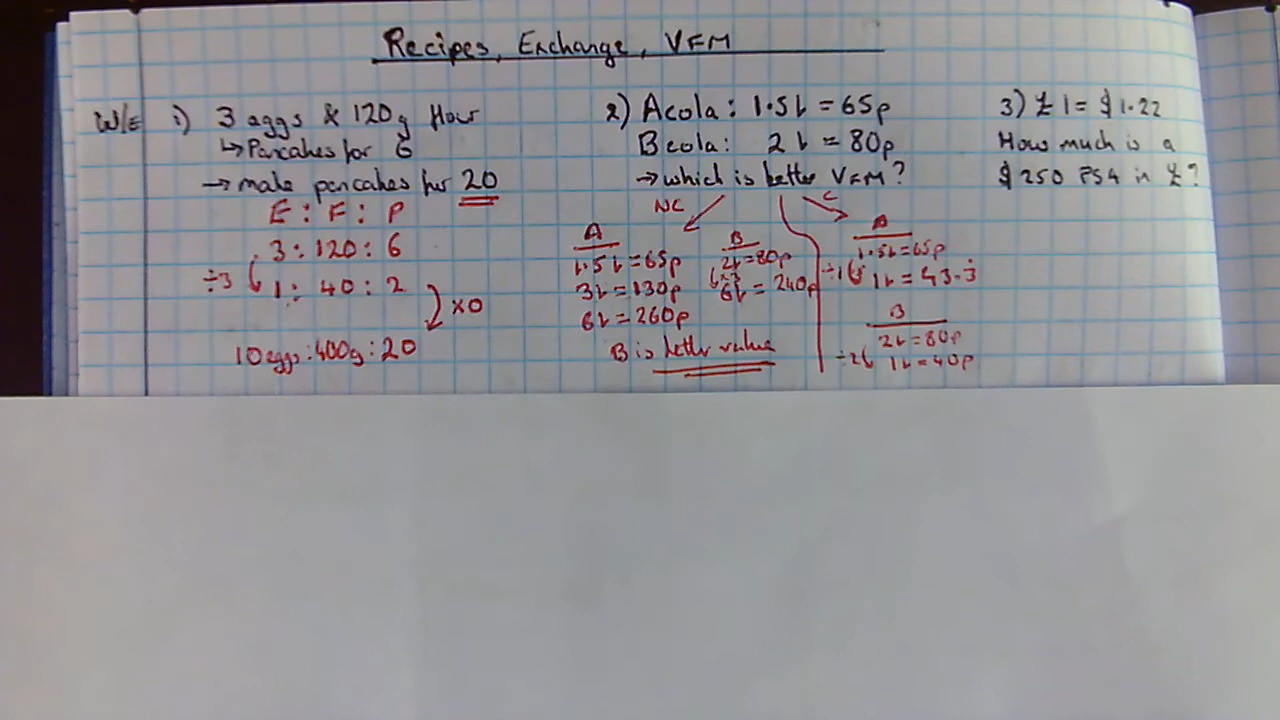 Recipes, Exchange, VFM
W/E 1) 3 eggs & 120g flour
↳Pancakes for 6
→ make pancakes for 20
E : F : P
3 : 120 : 6
÷3
1 : 40 : 2
10 eggs : 400g : 20
2) A cola : 1.5L = 65p
B cola : 2L = 80p
→ which is better VFM?
NC
A
1.5L = 65p
3L = 130p
6L = 260p
B
2L = 80p
×3
6L = 240p
B is better value
C
A
1.5L = 65p
1L = 43.3̇
B
2L = 80p
÷2
1L = 40p
3) £1 = $1.22
How much is a
$250 PS4 in £?